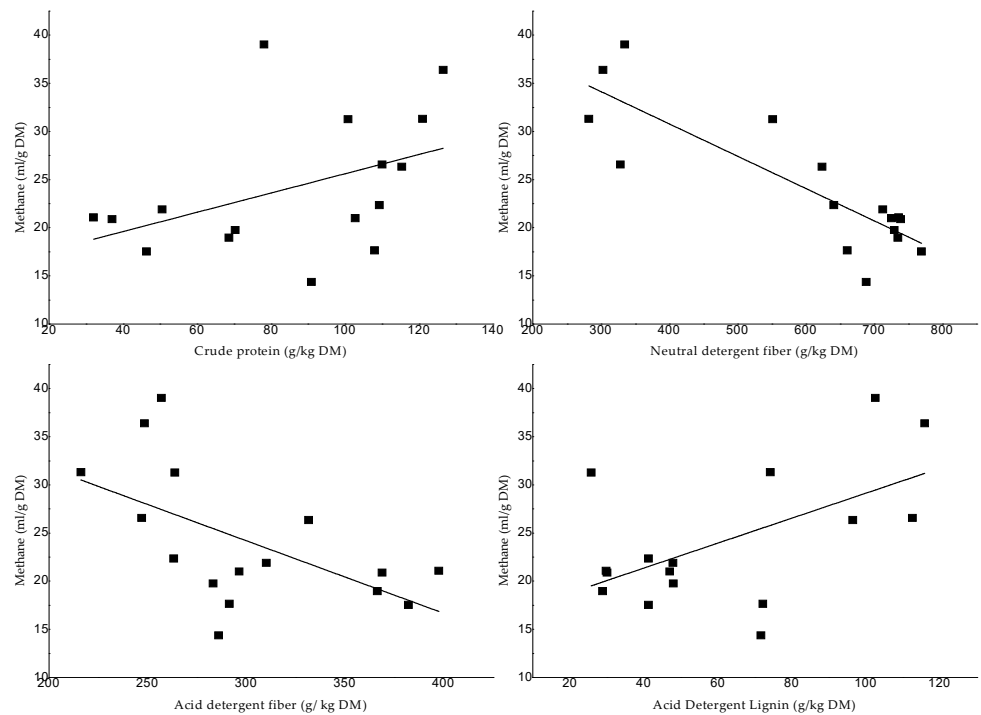 40
35
30
25
20
15
10
Methane (ml/g DM)
20 40 60 80 100 120 140
Crude protein (g/kg DM)
40
35
30
25
20
15
10
Methane (ml/g DM)
200 300 400 500 600 700 800
Neutral detergent fiber (g/kg DM)
40
35
30
25
20
15
10
Methane (ml/g DM)
200 250 300 350 400
Acid detergent fiber (g/ kg DM)
40
35
30
25
20
15
10
Methane (ml/g DM)
20 40 60 80 100 120
Acid Detergent Lignin (g/kg DM)